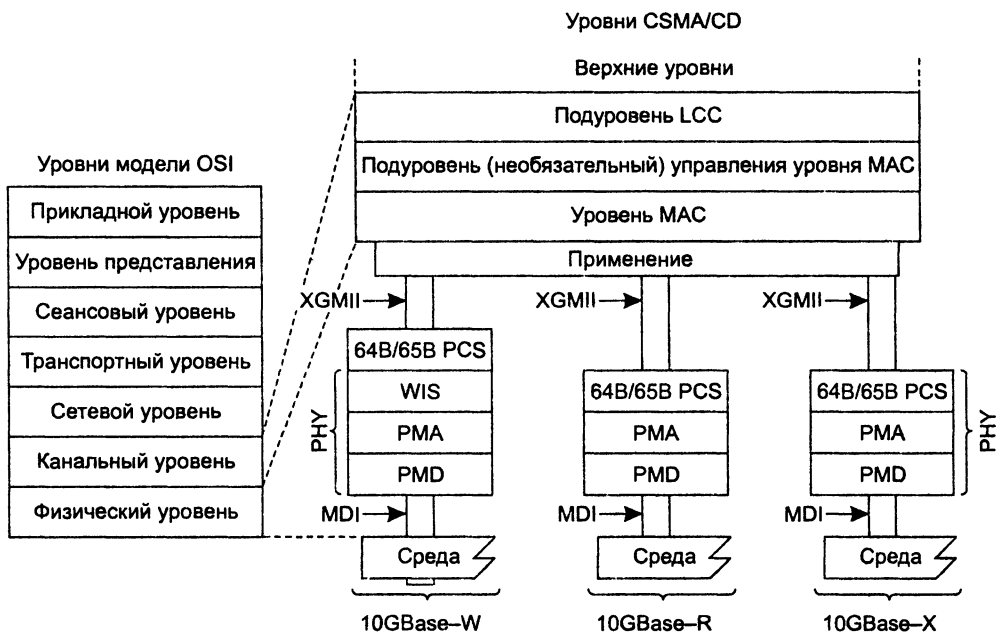 Уровни CSMA/CD
Верхние уровни
Подуровень LCC
Подуровень (необязательный) управления уровня MAC
Уровень MAC
Применение
Уровни модели OSI
Прикладной уровень
Уровень представления
Сеансовый уровень
Транспортный уровень
Сетевой уровень
Канальный уровень
Физический уровень
XGMII
64B/65B PCS
WIS
PMA
PMD
PHY
MDI
Среда
10GBase–W
XGMII
64B/65B PCS
PMA
PMD
MDI
Среда
10GBase–R
XGMII
64B/65B PCS
PMA
PMD
PHY
MDI
Среда
10GBase–X